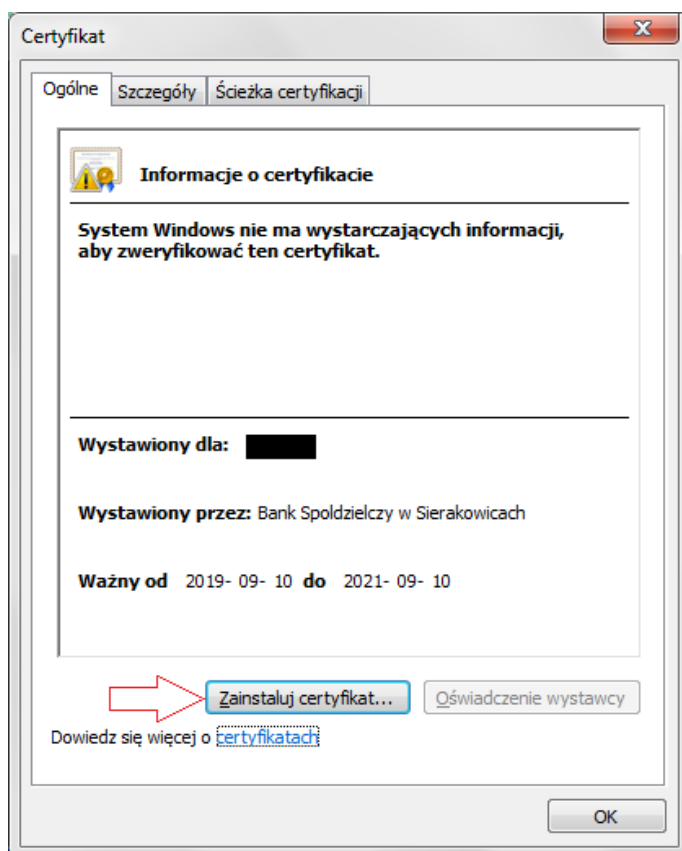 Certyfikat
Ogólne Szczegóły Ścieżka certyfikacji
Informacje o certyfikacie
System Windows nie ma wystarczających informacji,
aby zweryfikować ten certyfikat.
Wystawiony dla:
Wystawiony przez: Bank Spoldzielczy w Sierakowicach
Ważny od 2019- 09- 10 do 2021- 09- 10
Zainstaluj certyfikat... Oświadczenie wystawcy
Dowiedz się więcej o certyfikatach
OK